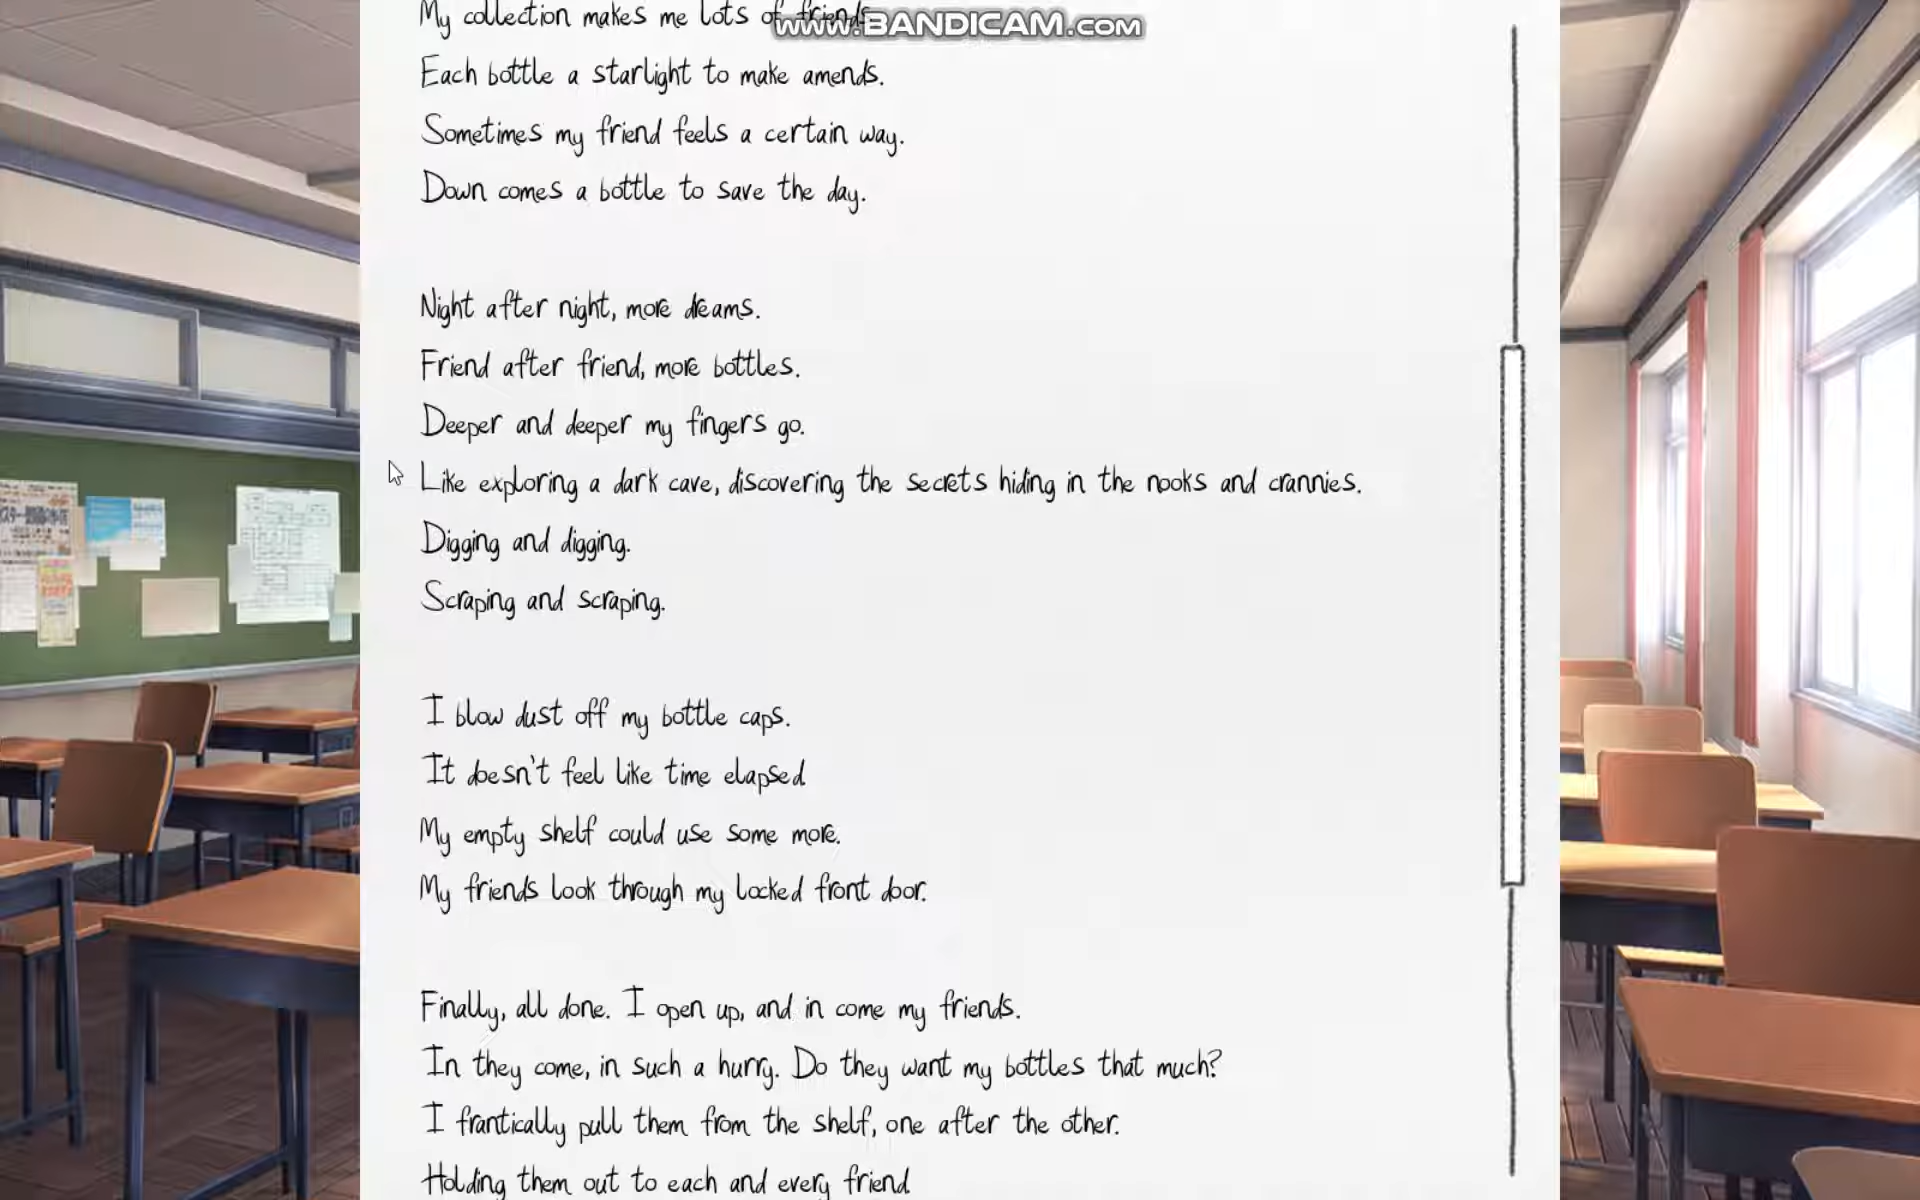 My collection makes me lots of friends.
www.BANDICAM.com
Each bottle a starlight to make amends.
Sometimes my friend feels a certain way.
Down comes a bottle to save the day.
Night after night, more dreams.
Friend after friend, more bottles.
Deeper and deeper my fingers go.
Like exploring a dark cave, discovering the secrets hiding in the nooks and crannies.
Digging and digging.
Scraping and scraping.
I blow dust off my bottle caps.
It doesn't feel like time elapsed
My empty shelf could use some more.
My friends look through my locked front door.
Finally, all done. I open up, and in come my friends.
In they come, in such a hurry. Do they want my bottles that much?
I frantically pull them from the shelf, one after the other.
Holding them out to each and every friend